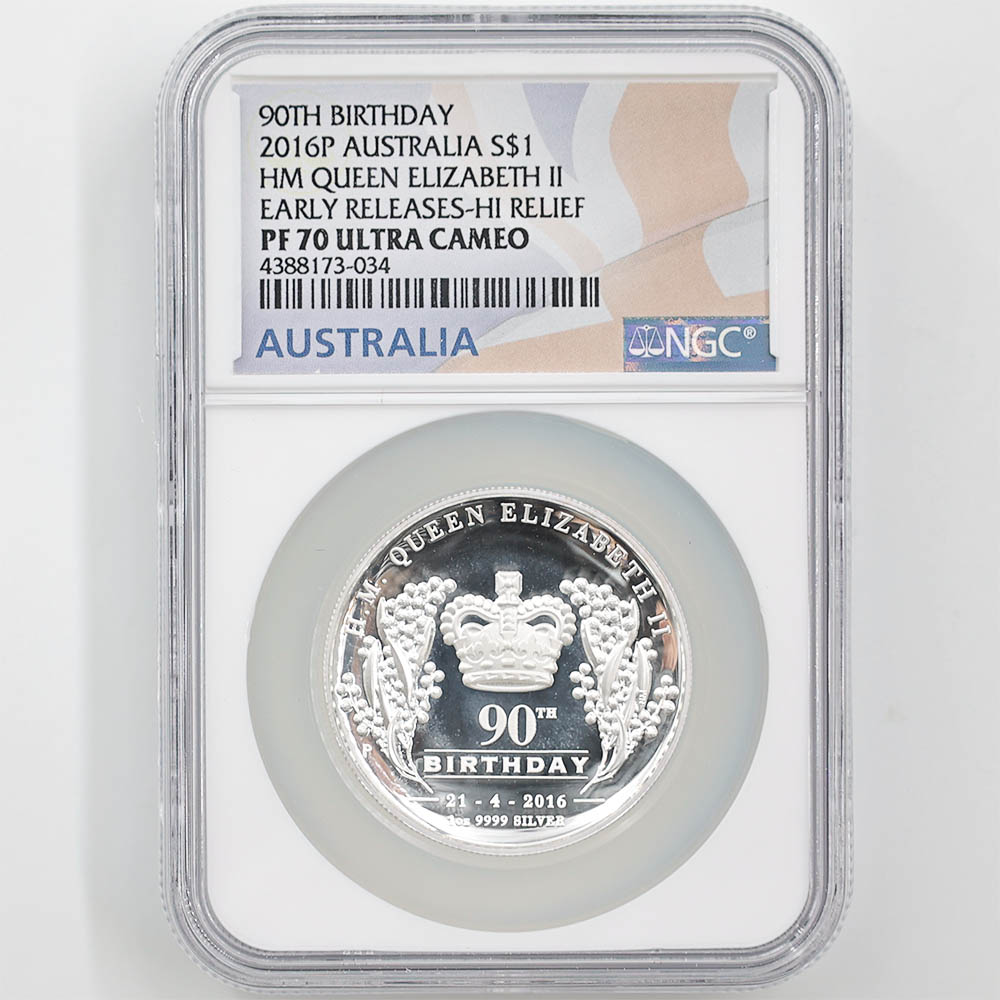 90TH BIRTHDAY
2016P AUSTRALIA S$1
HM QUEEN ELIZABETH II
EARLY RELEASES-HI RELIEF
PF 70 ULTRA CAMEO
4388173-034
AUSTRALIA
NGC®
H.M. QUEEN ELIZABETH II
90TH
BIRTHDAY
P
21 - 4 - 2016
1oz 9999 SILVER